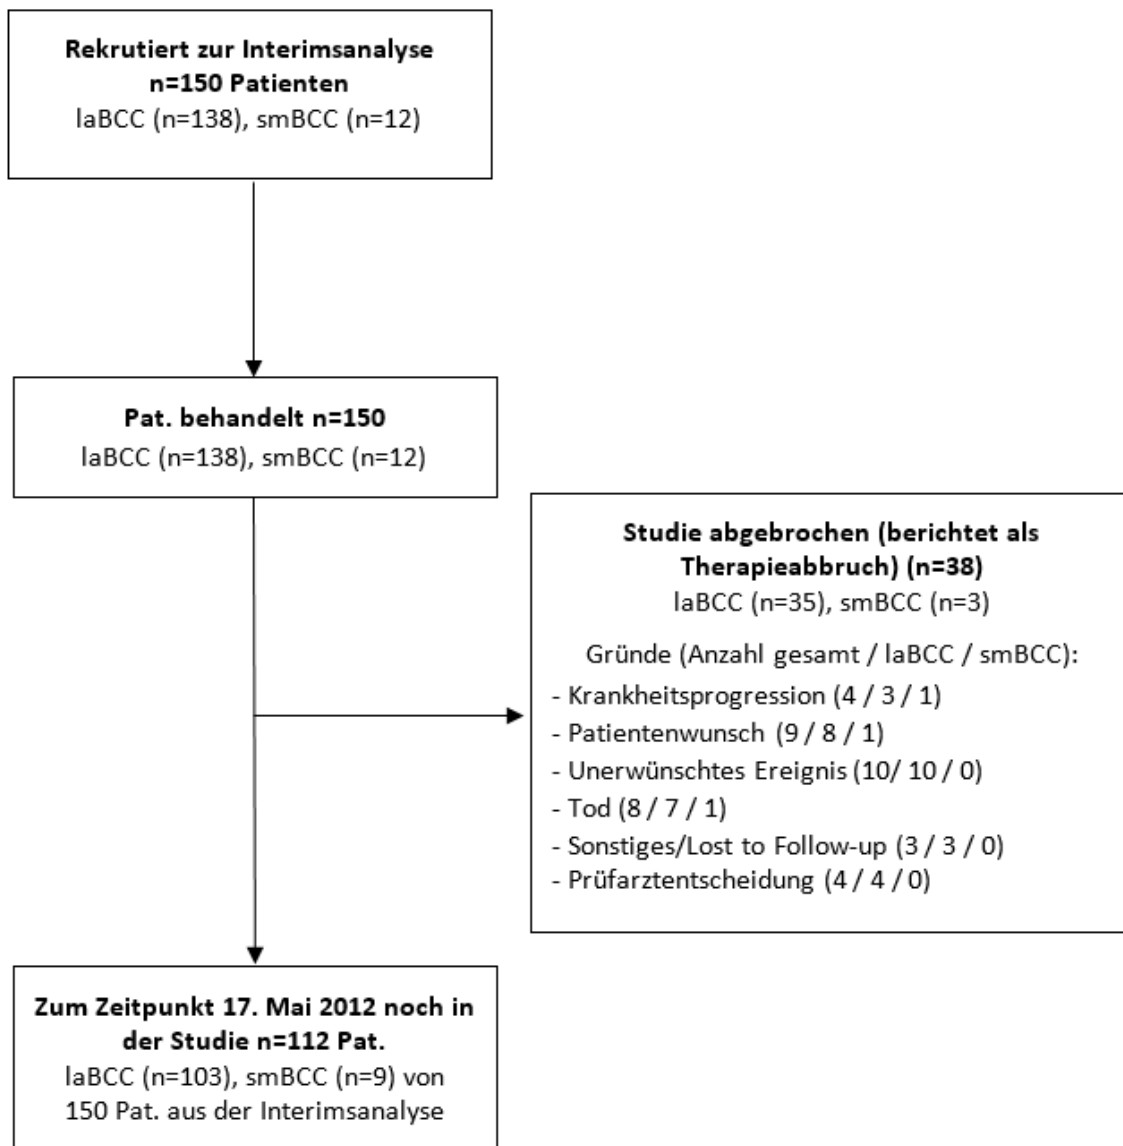 Rekrutiert zur Interimsanalyse
n=150 Patienten
laBCC (n=138), smBCC (n=12)
Pat. behandelt n=150
laBCC (n=138), smBCC (n=12)
Studie abgebrochen (berichtet als
Therapieabbruch) (n=38)
laBCC (n=35), smBCC (n=3)
Gründe (Anzahl gesamt / laBCC / smBCC):
- Krankheitsprogression (4 / 3 / 1)
- Patientenwunsch (9 / 8 / 1)
- Unerwünschtes Ereignis (10/ 10 / 0)
- Tod (8 / 7 / 1)
- Sonstiges/Lost to Follow-up (3 / 3 / 0)
- Prüfarztentscheidung (4 / 4 / 0)
Zum Zeitpunkt 17. Mai 2012 noch in
der Studie n=112 Pat.
laBCC (n=103), smBCC (n=9) von
150 Pat. aus der Interimsanalyse